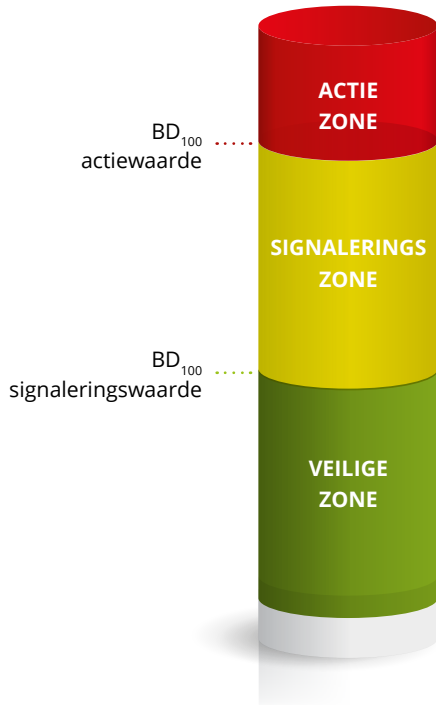 ACTIE
ZONE
BD₁₀₀
actiewaarde
SIGNALERINGS
ZONE
BD₁₀₀
signaleringswaarde
VEILIGE
ZONE